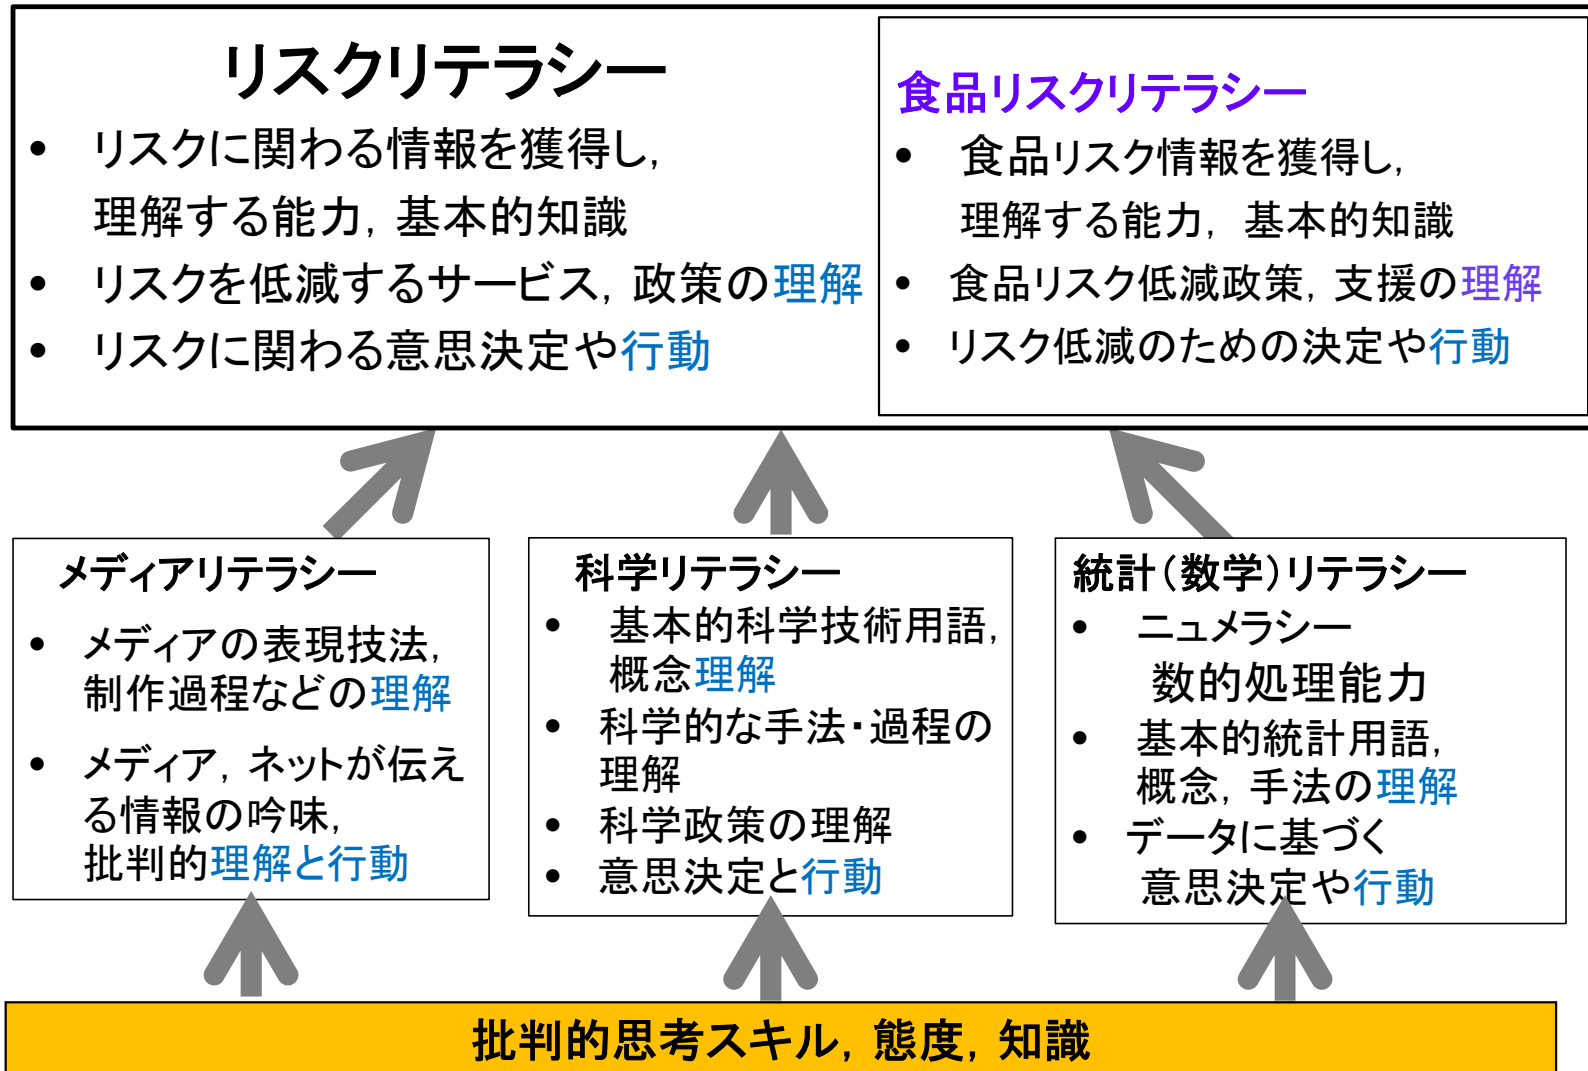 リスクリテラシー
• リスクに関わる情報を獲得し,
理解する能力, 基本的知識
• リスクを低減するサービス, 政策の理解
• リスクに関わる意思決定や行動
食品リスクリテラシー
• 食品リスク情報を獲得し,
理解する能力, 基本的知識
• 食品リスク低減政策, 支援の理解
• リスク低減のための決定や行動
メディアリテラシー
• メディアの表現技法,
制作過程などの理解
• メディア, ネットが伝え
る情報の吟味,
批判的理解と行動
科学リテラシー
• 基本的科学技術用語,
概念理解
• 科学的な手法・過程の
理解
• 科学政策の理解
• 意思決定と行動
統計(数学)リテラシー
• ニュメラシー
数的処理能力
• 基本的統計用語,
概念, 手法の理解
• データに基づく
意思決定や行動
批判的思考スキル, 態度, 知識